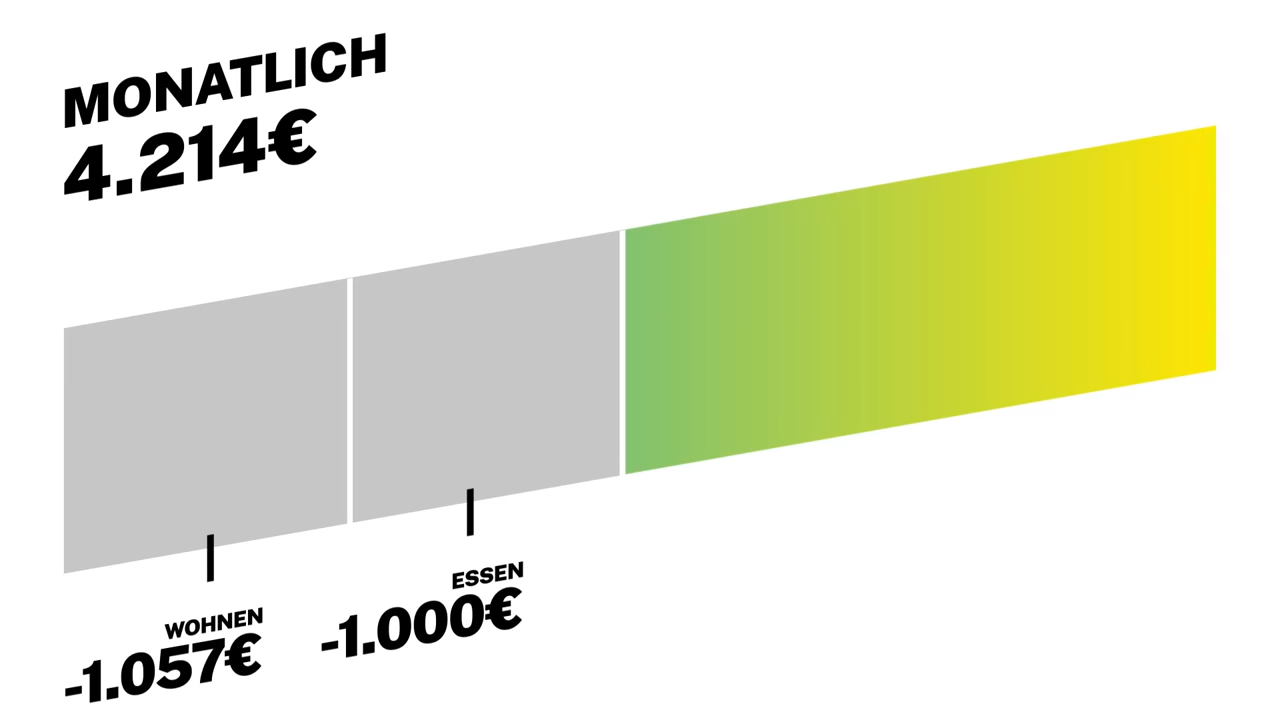 MONATLICH
4.214€
WOHNEN
-1.057€
ESSEN
-1.000€